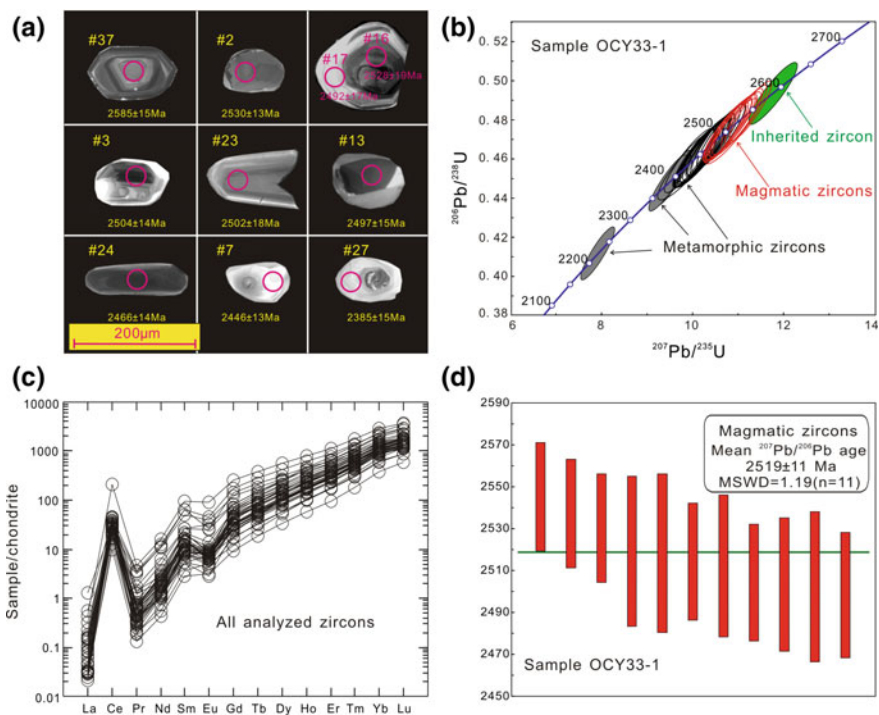 (a)
#37
2585±15Ma
#2
2530±13Ma
#16
#17
2528±19Ma
2492±17Ma
#3
2504±14Ma
#23
2502±18Ma
#13
2497±15Ma
#24
2466±14Ma
#7
2446±13Ma
#27
2385±15Ma
200μm
(b)
Sample OCY33-1
0.52
0.50
0.48
0.46
0.44
0.42
0.40
0.38
206Pb/238U
2700
2600
2500
2400
2300
2200
2100
Inherited zircon
Magmatic zircons
Metamorphic zircons
6
8
10
12
14
207Pb/235U
(c)
10000
1000
100
10
1
0.1
0.01
Sample/chondrite
All analyzed zircons
La Ce Pr Nd Sm Eu Gd Tb Dy Ho Er Tm Yb Lu
(d)
2590
2570
2550
2530
2510
2490
2470
2450
Magmatic zircons
Mean 207Pb/206Pb age
2519±11 Ma
MSWD=1.19(n=11)
Sample OCY33-1